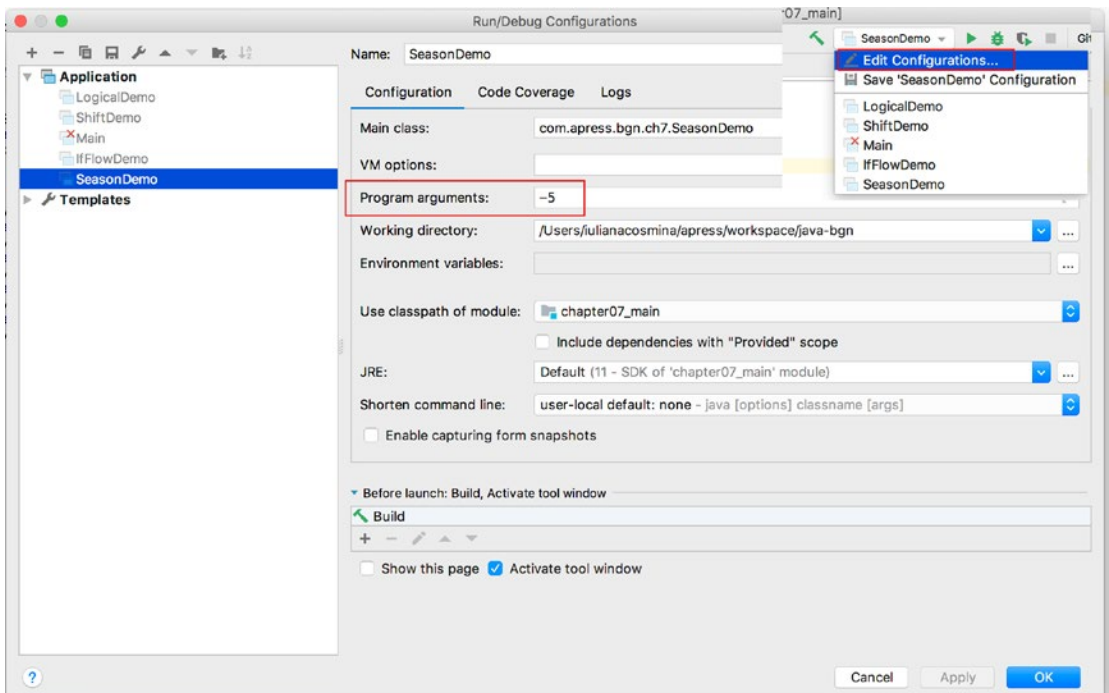 Run/Debug Configurations
Application
LogicalDemo
ShiftDemo
Main
IfFlowDemo
SeasonDemo
Templates
Name: SeasonDemo
Configuration Code Coverage Logs
Main class: com.apress.bgn.ch7.SeasonDemo
VM options:
Program arguments: -5
Working directory: /Users/iulianacosmina/apress/workspace/java-bgn
Environment variables:
Use classpath of module: chapter07_main
Include dependencies with "Provided" scope
JRE: Default (11 - SDK of 'chapter07_main' module)
Shorten command line: user-local default: none - java [options] classname [args]
Enable capturing form snapshots
Before launch: Build, Activate tool window
Build
Show this page Activate tool window
? Cancel Apply OK
07_main]
SeasonDemo Gi
Edit Configurations...
Save 'SeasonDemo' Configuration
LogicalDemo
ShiftDemo
Main
IfFlowDemo
SeasonDemo